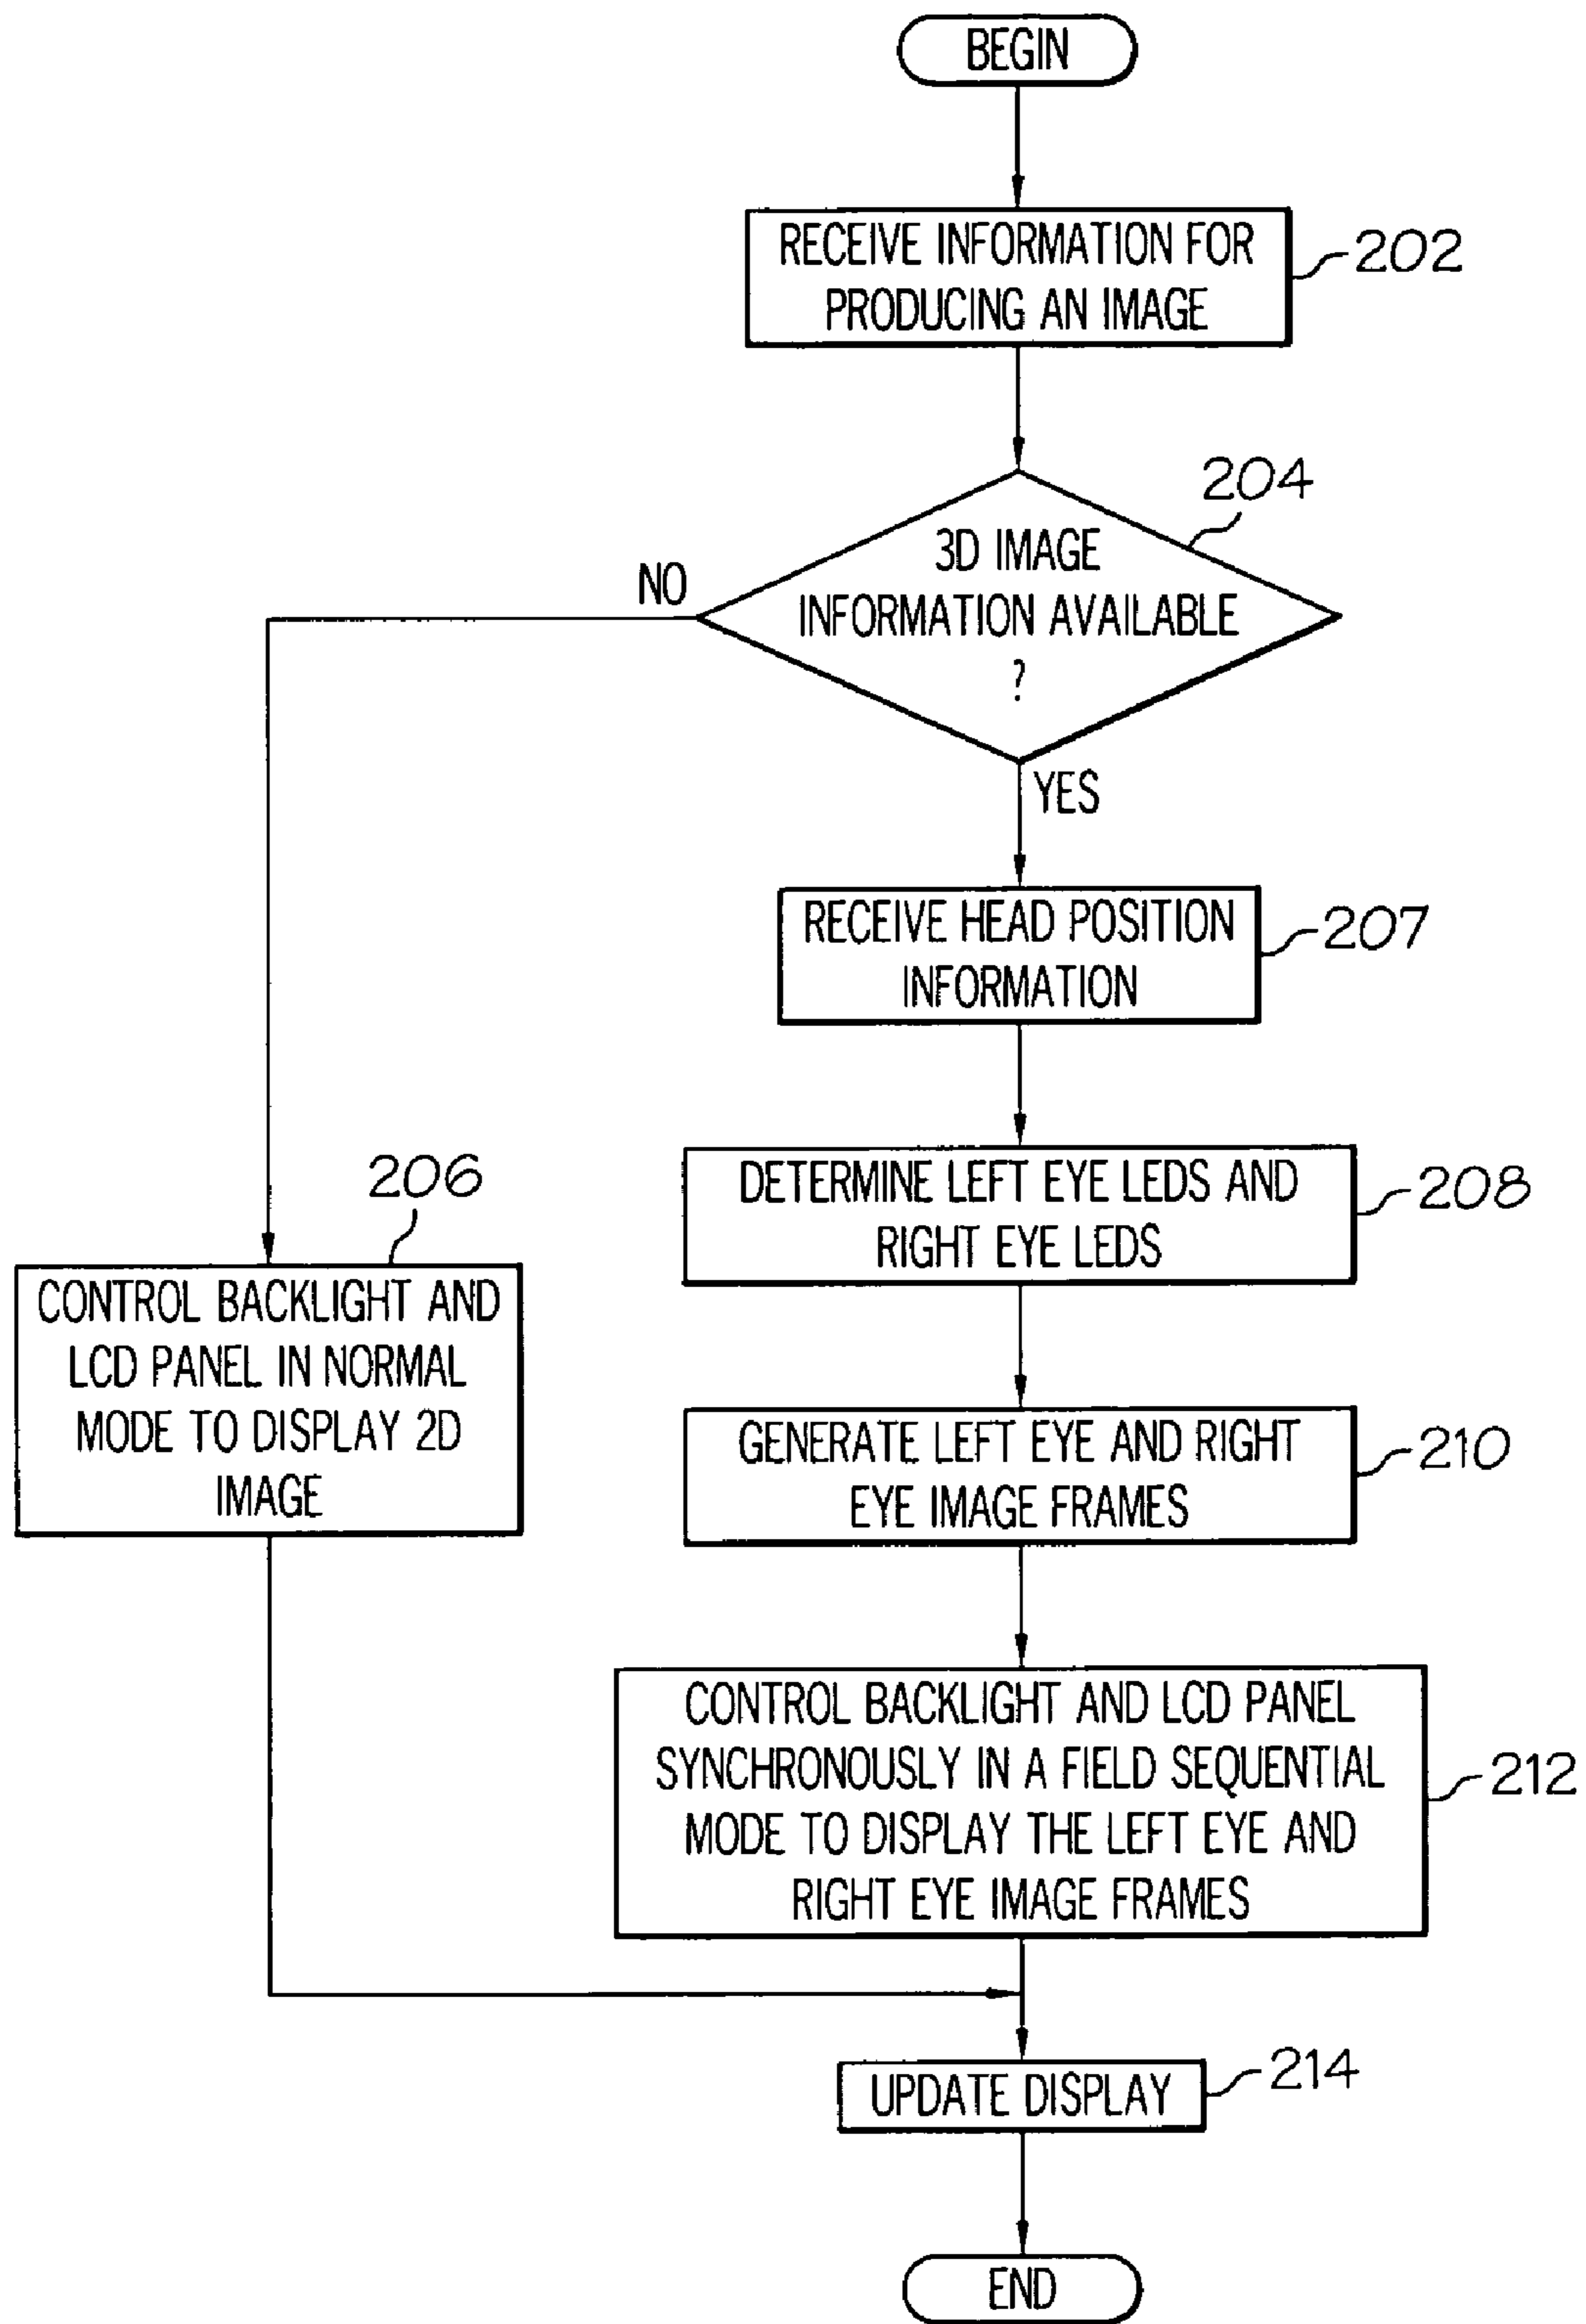 BEGIN
RECEIVE INFORMATION FOR
PRODUCING AN IMAGE
202
204
3D IMAGE
INFORMATION AVAILABLE
?
NO
YES
RECEIVE HEAD POSITION
INFORMATION
207
DETERMINE LEFT EYE LEDS AND
RIGHT EYE LEDS
208
206
CONTROL BACKLIGHT AND
LCD PANEL IN NORMAL
MODE TO DISPLAY 2D
IMAGE
GENERATE LEFT EYE AND RIGHT
EYE IMAGE FRAMES
210
CONTROL BACKLIGHT AND LCD PANEL
SYNCHRONOUSLY IN A FIELD SEQUENTIAL
MODE TO DISPLAY THE LEFT EYE AND
RIGHT EYE IMAGE FRAMES
212
UPDATE DISPLAY
214
END